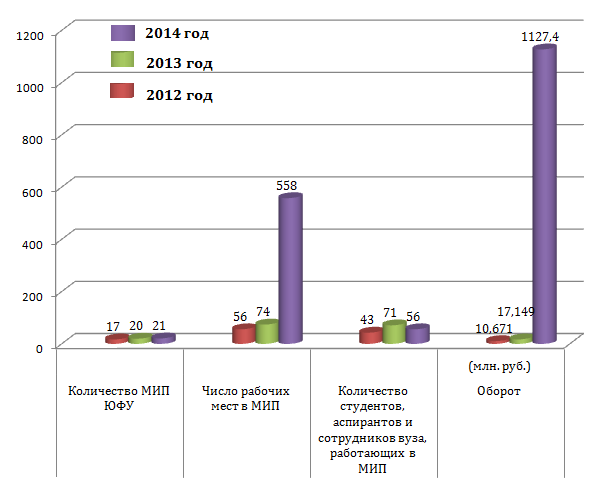 2014 год
2013 год
2012 год
1200
1000
800
600
400
200
0
17
20
21
56
74
558
43
71
56
10,671
17,149
1127,4
Количество МИП
ЮФУ
Число рабочих
мест в МИП
Количество
студентов,
аспирантов и
сотрудников вуза,
работающих в
МИП
(млн. руб.)
Оборот